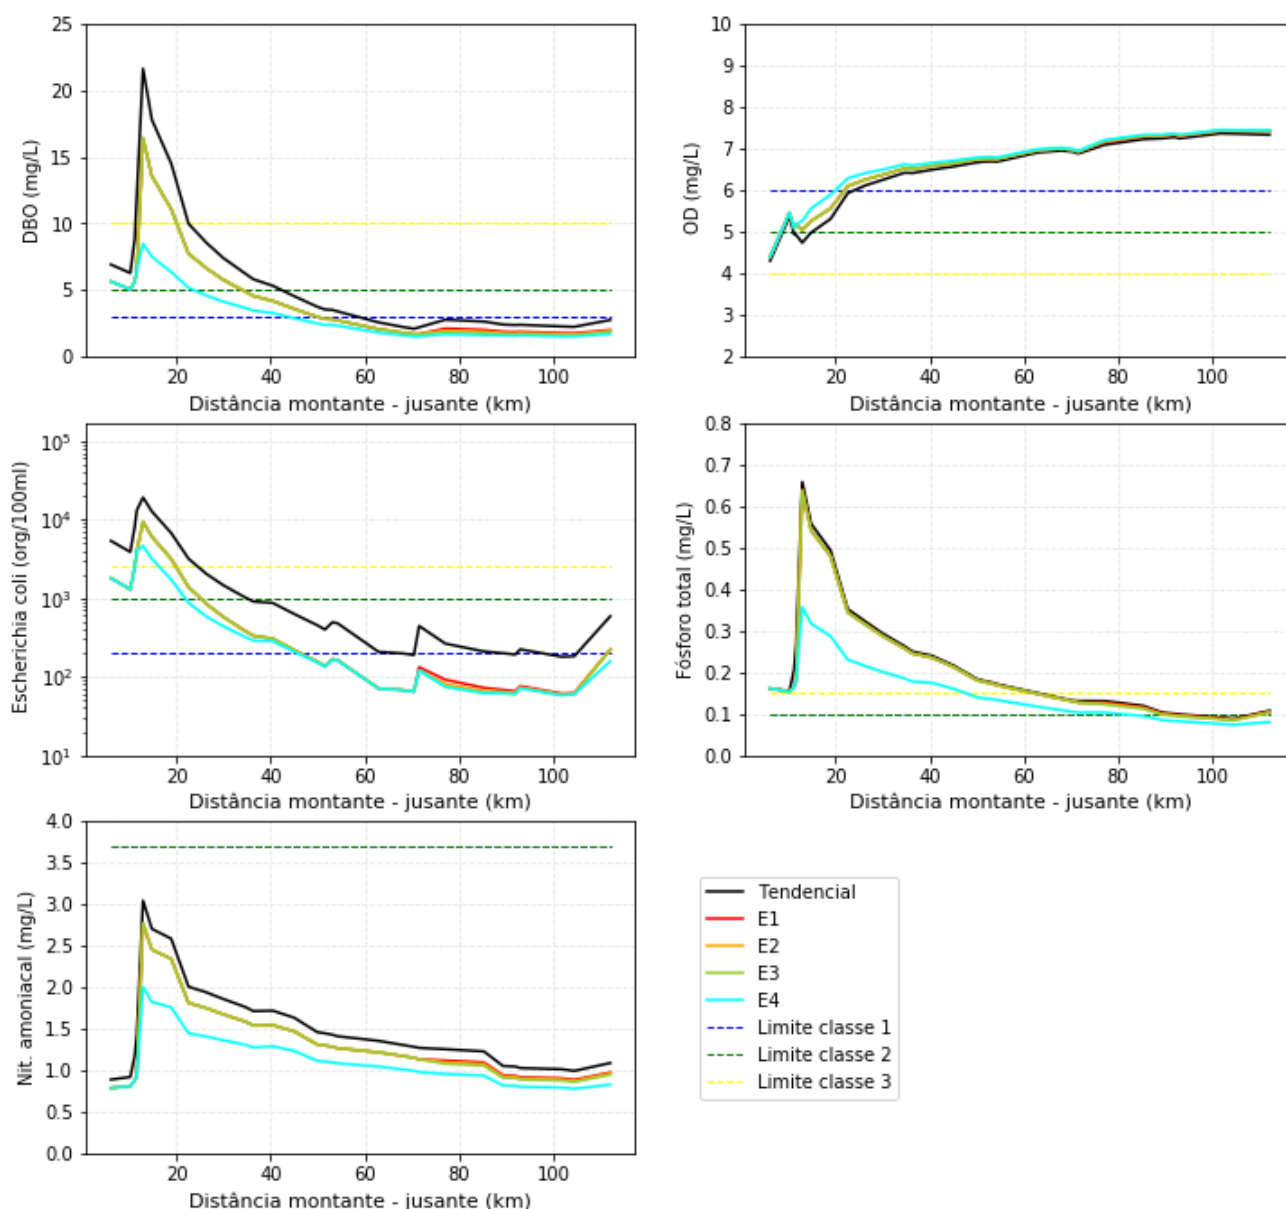 25
20
15
10
5
0
DBO (mg/L)
20 40 60 80 100
Distância montante - jusante (km)
10
9
8
7
6
5
4
3
2
OD (mg/L)
20 40 60 80 100
Distância montante - jusante (km)
10⁵
10⁴
10³
10²
10¹
Escherichia coli (org/100ml)
20 40 60 80 100
Distância montante - jusante (km)
0.8
0.7
0.6
0.5
0.4
0.3
0.2
0.1
0.0
Fósforo total (mg/L)
20 40 60 80 100
Distância montante - jusante (km)
4.0
3.5
3.0
2.5
2.0
1.5
1.0
0.5
0.0
Nit. amoniacal (mg/L)
20 40 60 80 100
Distância montante - jusante (km)
Tendencial
E1
E2
E3
E4
Limite classe 1
Limite classe 2
Limite classe 3